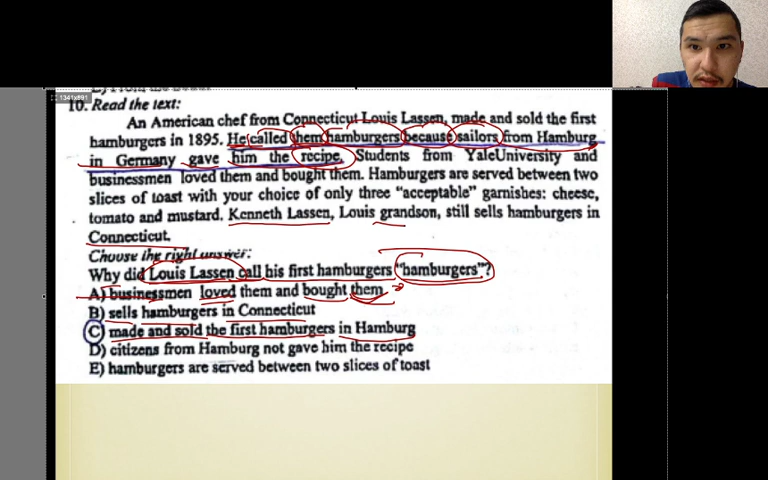 1341x891
10. Read the text:
An American chef from Connecticut Louis Lassen, made and sold the first
hamburgers in 1895. He called them hamburgers because sailors from Hamburg
in Germany gave him the recipe. Students from YaleUniversity and
businessmen loved them and bought them. Hamburgers are served between two
slices of toast with your choice of only three "acceptable" garnishes: cheese,
tomato and mustard. Kenneth Lassen, Louis grandson, still sells hamburgers in
Connecticut.
Choose the right answer:
Why did Louis Lassen call his first hamburgers "hamburgers"?
A) businessmen loved them and bought them
B) sells hamburgers in Connecticut
C) made and sold the first hamburgers in Hamburg
D) citizens from Hamburg not gave him the recipe
E) hamburgers are served between two slices of toast